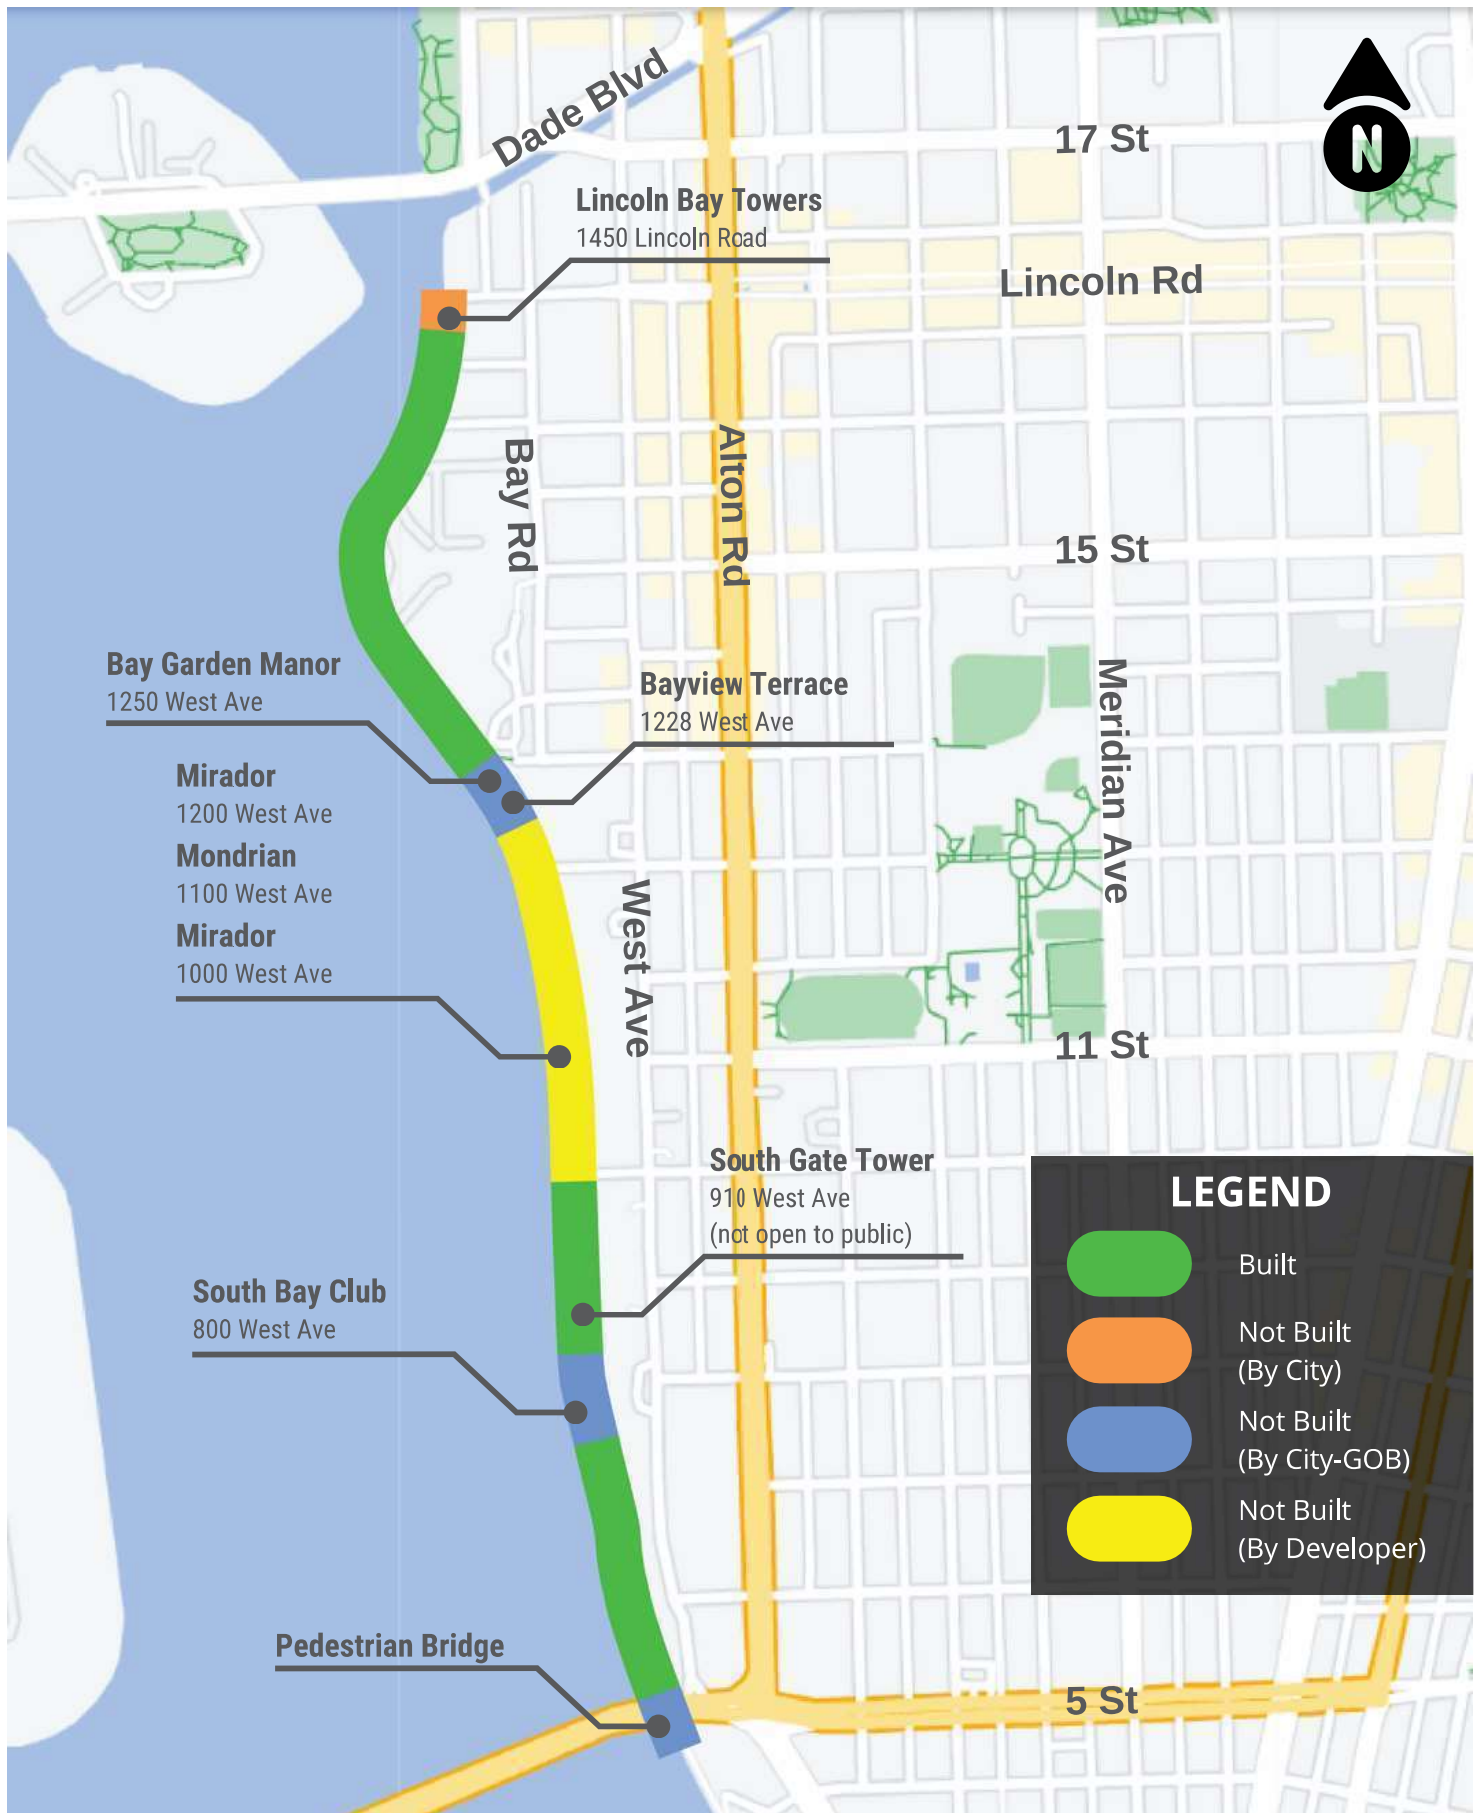 Dade Blvd
17 St
N
Lincoln Bay Towers
1450 Lincoln Road
Lincoln Rd
Bay Rd
Alton Rd
15 St
Bay Garden Manor
1250 West Ave
Bayview Terrace
1228 West Ave
Meridian Ave
Mirador
1200 West Ave
Mondrian
1100 West Ave
Mirador
1000 West Ave
West Ave
11 St
South Gate Tower
910 West Ave
(not open to public)
South Bay Club
800 West Ave
Pedestrian Bridge
5 St
LEGEND
Built
Not Built
(By City)
Not Built
(By City-GOB)
Not Built
(By Developer)